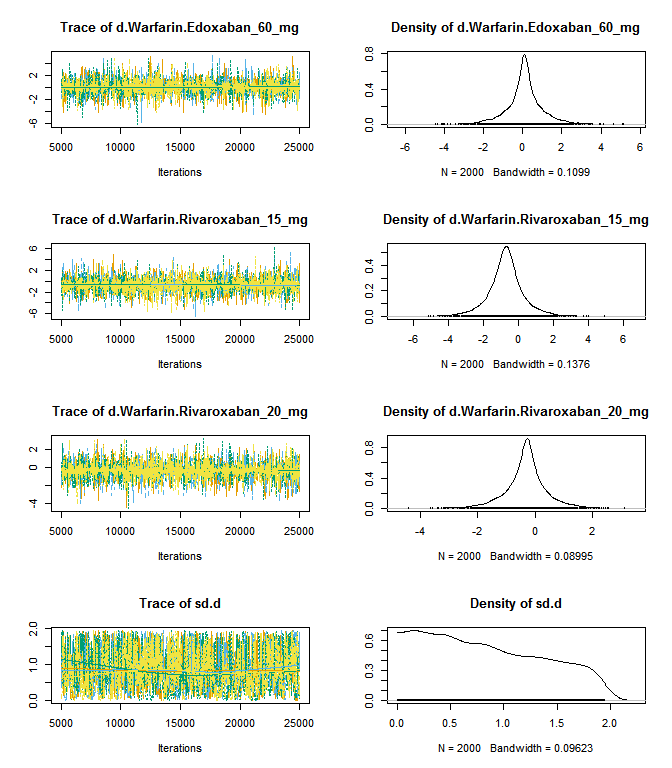 Trace of d.Warfarin.Edoxaban_60_mg
2
-2
-6
5000 10000 15000 20000 25000
Iterations
Density of d.Warfarin.Edoxaban_60_mg
0.8
0.4
0.0
-6 -4 -2 0 2 4 6
N = 2000 Bandwidth = 0.1099
Trace of d.Warfarin.Rivaroxaban_15_mg
6
2
-2
-6
5000 10000 15000 20000 25000
Iterations
Density of d.Warfarin.Rivaroxaban_15_mg
0.4
0.2
0.0
-6 -4 -2 0 2 4 6
N = 2000 Bandwidth = 0.1376
Trace of d.Warfarin.Rivaroxaban_20_mg
2
0
-4
5000 10000 15000 20000 25000
Iterations
Density of d.Warfarin.Rivaroxaban_20_mg
0.8
0.4
0.0
-4 -2 0 2
N = 2000 Bandwidth = 0.08995
Trace of sd.d
2.0
1.0
0.0
5000 10000 15000 20000 25000
Iterations
Density of sd.d
0.6
0.3
0.0
0.0 0.5 1.0 1.5 2.0
N = 2000 Bandwidth = 0.09623